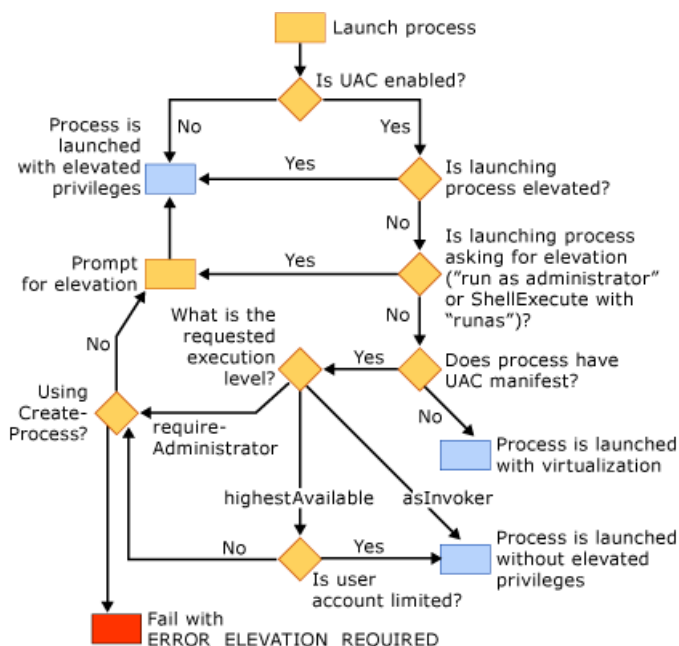 Launch process
Is UAC enabled?
No
Yes
Process is
launched
with elevated
privileges
Yes
Is launching
process elevated?
No
Is launching process
asking for elevation
("run as administrator"
or ShellExecute with
"runas")?
Yes
Prompt
for elevation
No
What is the
requested
execution
level?
Yes
Does process have
UAC manifest?
No
No
Using
Create-
Process?
require-
Administrator
Process is launched
with virtualization
highestAvailable
asInvoker
No
Yes
Process is launched
without elevated
privileges
Is user
account limited?
Fail with
ERROR_ELEVATION_REQUIRED